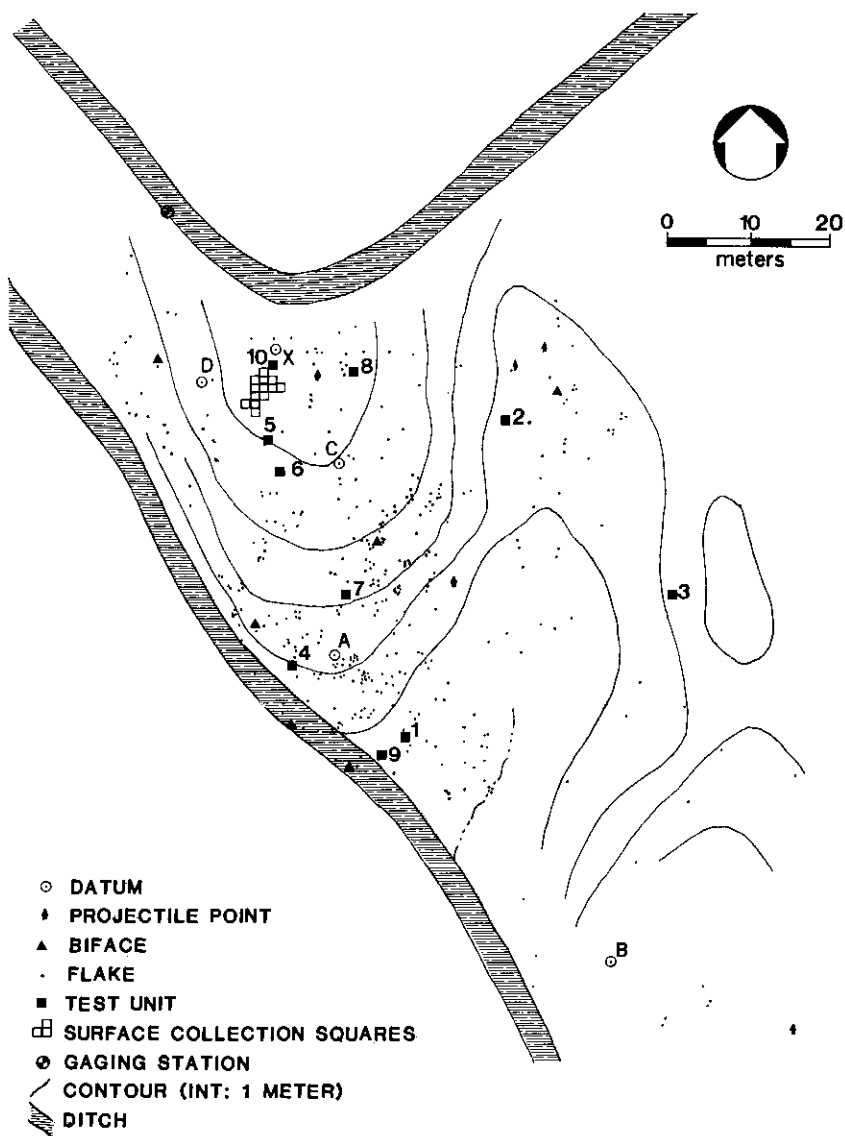 0 10 20
meters
D
10
X
8
5
C
6
2.
7
3
A
4
1
9
B
DATUM
PROJECTILE POINT
BIFACE
FLAKE
TEST UNIT
SURFACE COLLECTION SQUARES
GAGING STATION
CONTOUR (INT: 1 METER)
DITCH